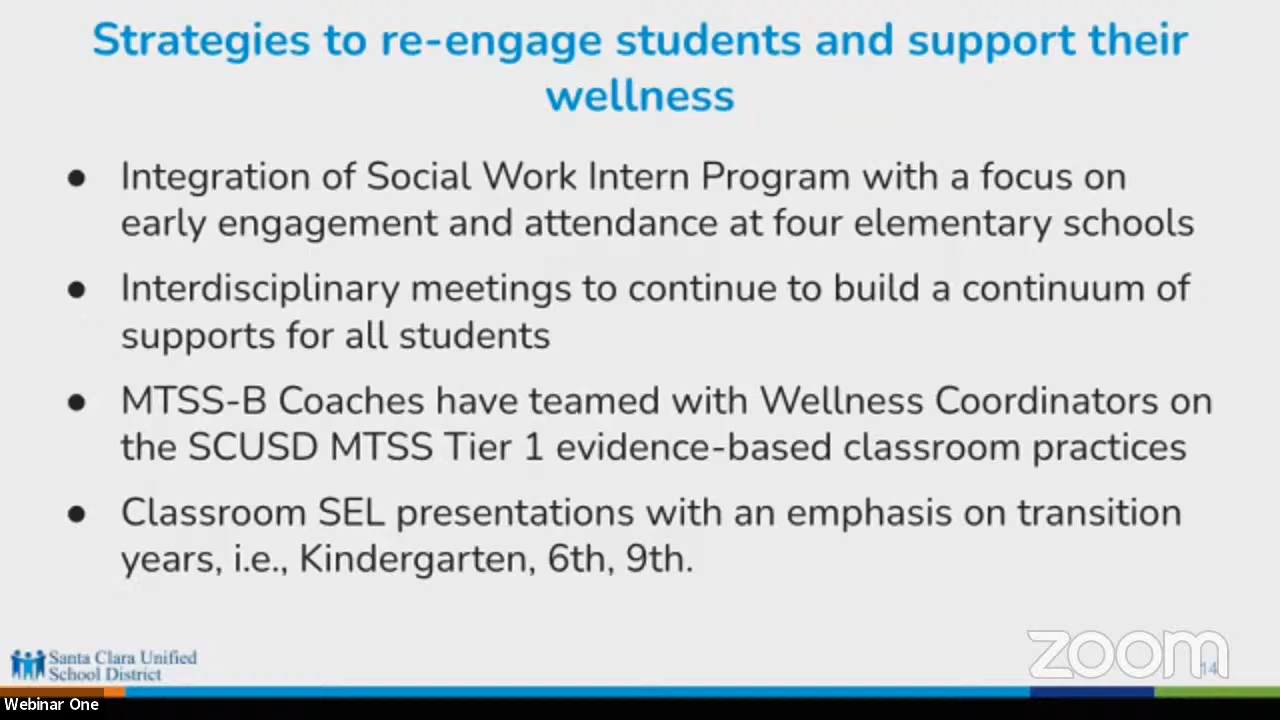 Strategies to re-engage students and support their
wellness
● Integration of Social Work Intern Program with a focus on
early engagement and attendance at four elementary schools
● Interdisciplinary meetings to continue to build a continuum of
supports for all students
● MTSS-B Coaches have teamed with Wellness Coordinators on
the SCUSD MTSS Tier 1 evidence-based classroom practices
● Classroom SEL presentations with an emphasis on transition
years, i.e., Kindergarten, 6th, 9th.
Santa Clara Unified
School District
zoom
14
Webinar One